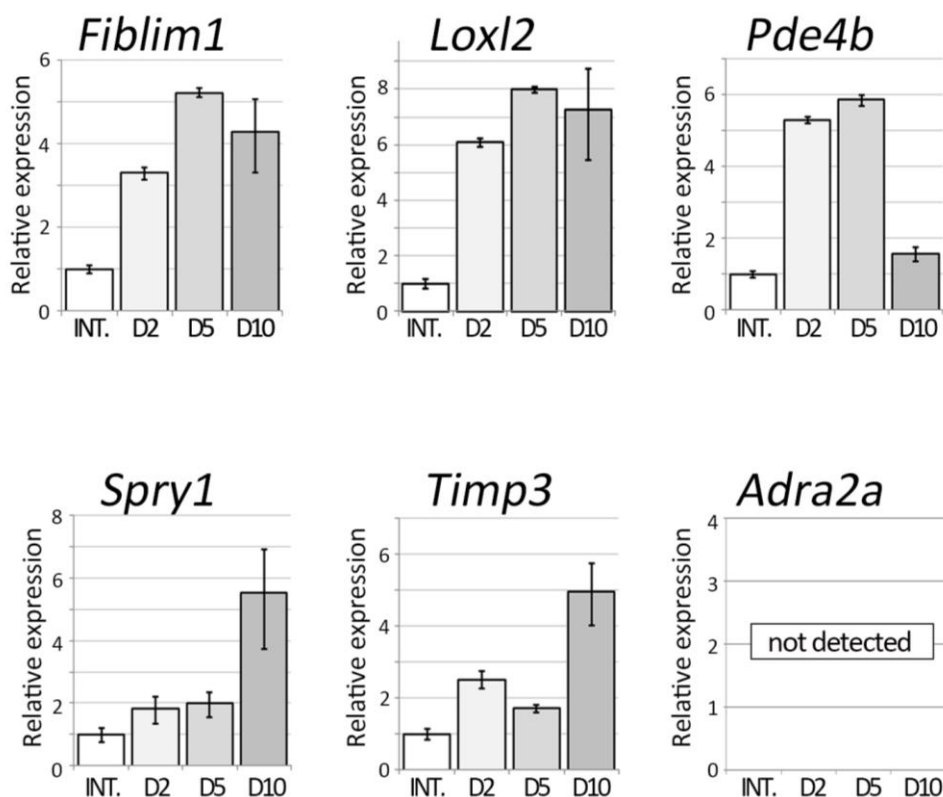 Fiblim1
Relative expression
6
4
2
0
INT. D2 D5 D10
Loxl2
Relative expression
8
6
4
2
0
INT. D2 D5 D10
Pde4b
Relative expression
6
4
2
0
INT. D2 D5 D10
Spry1
Relative expression
8
6
4
2
0
INT. D2 D5 D10
Timp3
Relative expression
6
4
2
0
INT. D2 D5 D10
Adra2a
Relative expression
4
3
2
1
0
not detected
INT. D2 D5 D10